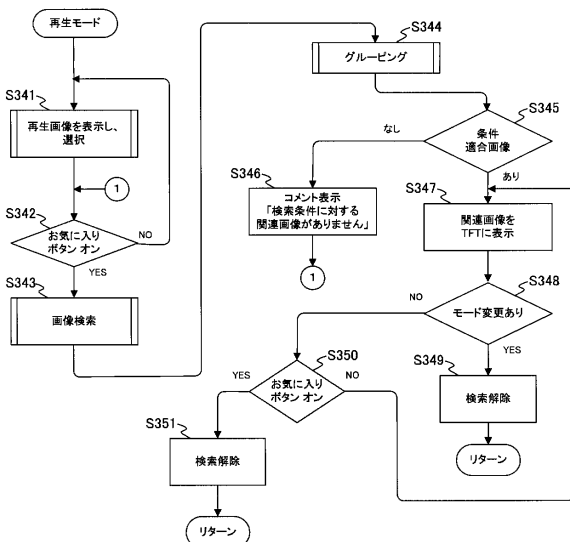 再生モード
S341
再生画像を表示し、
選択
1
S342
お気に入り
ボタン オン
NO
YES
S343
画像検索
S344
グルーピング
S345
条件
適合画像
なし
あり
S346
コメント表示
「検索条件に対する
関連画像がありません」
1
S347
関連画像を
TFTに表示
S348
モード変更あり
NO
YES
S349
検索解除
リターン
S350
お気に入り
ボタン オン
YES
NO
S351
検索解除
リターン